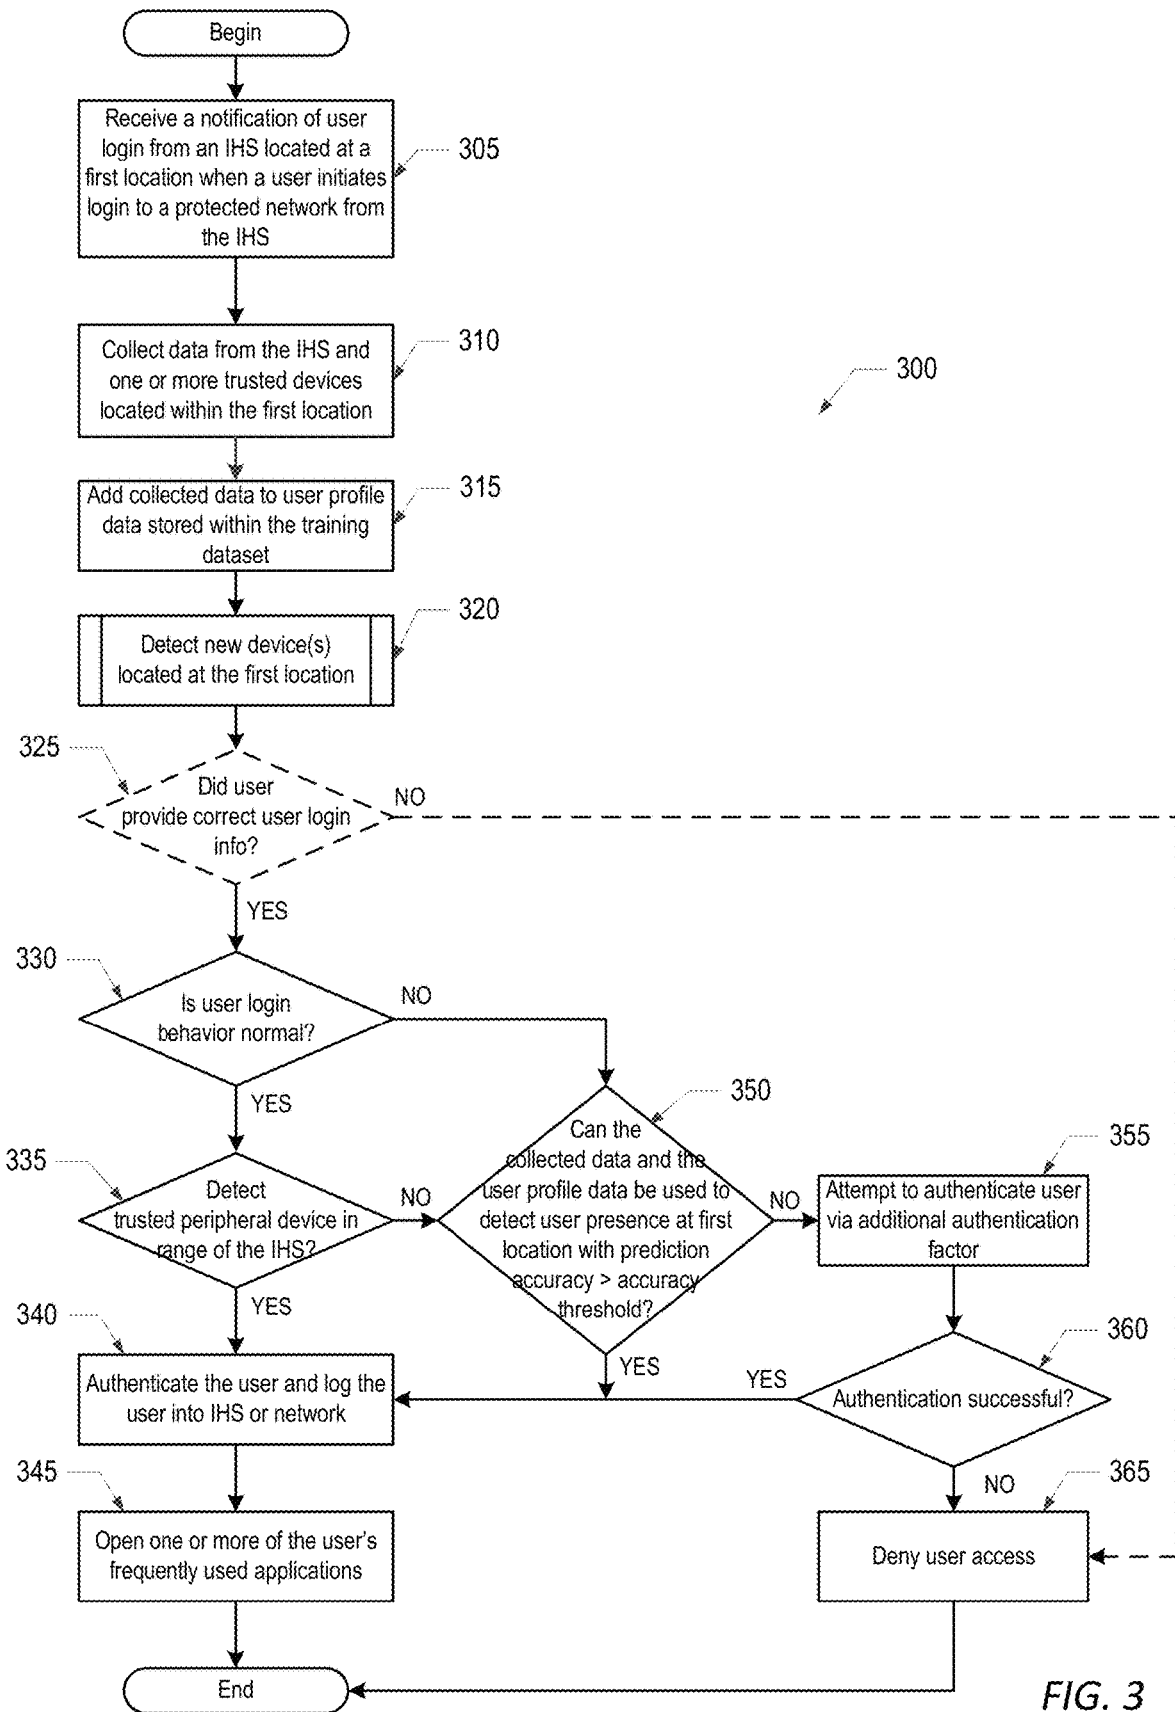 Begin
Receive a notification of user
login from an IHS located at a
first location when a user initiates
login to a protected network from
the IHS
305
Collect data from the IHS and
one or more trusted devices
located within the first location
310
300
Add collected data to user profile
data stored within the training
dataset
315
Detect new device(s)
located at the first location
320
325
Did user
provide correct user login
info?
NO
YES
330
Is user login
behavior normal?
NO
YES
350
Can the
collected data and the
user profile data be used to
detect user presence at first
location with prediction
accuracy > accuracy
threshold?
335
Detect
trusted peripheral device in
range of the IHS?
NO
YES
NO
YES
355
Attempt to authenticate user
via additional authentication
factor
340
Authenticate the user and log the
user into IHS or network
360
Authentication successful?
YES
NO
345
Open one or more of the user's
frequently used applications
365
Deny user access
End
FIG. 3